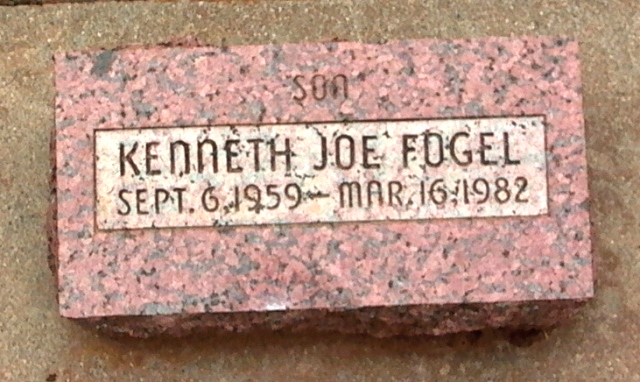 SON
KENNETH JOE FOGEL
SEPT. 6, 1959 – MAR. 16, 1982